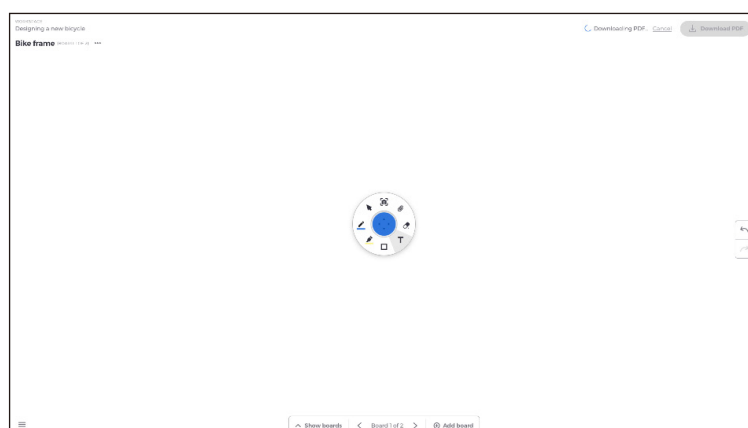 Designing a new bicycle
Downloading PDF... Cancel
Download PDF
Bike frame
T
Show boards
Board 1 of 2
Add board